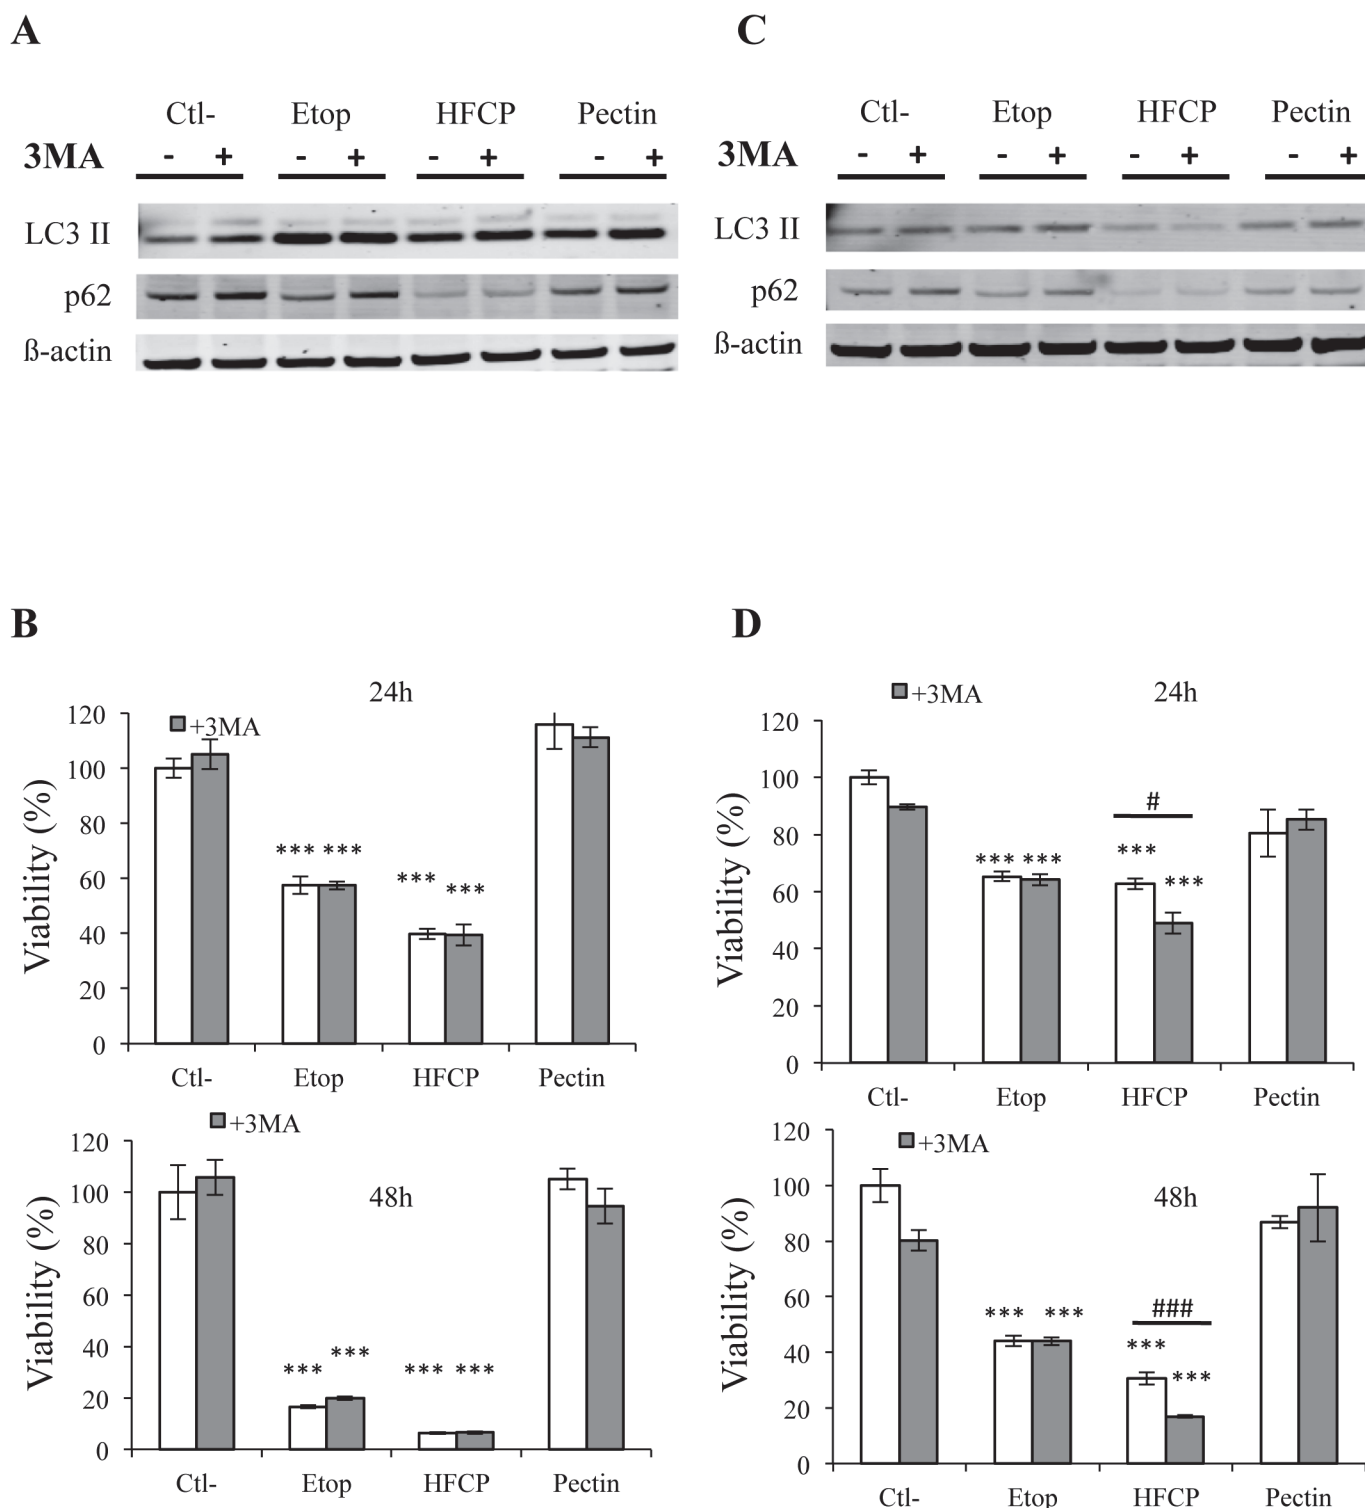 A
Ctl- Etop HFCP Pectin
3MA - + - + - + - +
LC3 II
p62
ß-actin
C
Ctl- Etop HFCP Pectin
3MA - + - + - + - +
LC3 II
p62
ß-actin
B
24h
+3MA
Viability (%)
120
100
80
60
40
20
0
*** *** *** ***
Ctl- Etop HFCP Pectin
+3MA
48h
Viability (%)
120
100
80
60
40
20
0
*** *** *** ***
Ctl- Etop HFCP Pectin
D
+3MA 24h
Viability (%)
120
100
80
60
40
20
0
#
*** *** *** ***
Ctl- Etop HFCP Pectin
+3MA
48h
Viability (%)
120
100
80
60
40
20
0
###
*** *** *** ***
Ctl- Etop HFCP Pectin